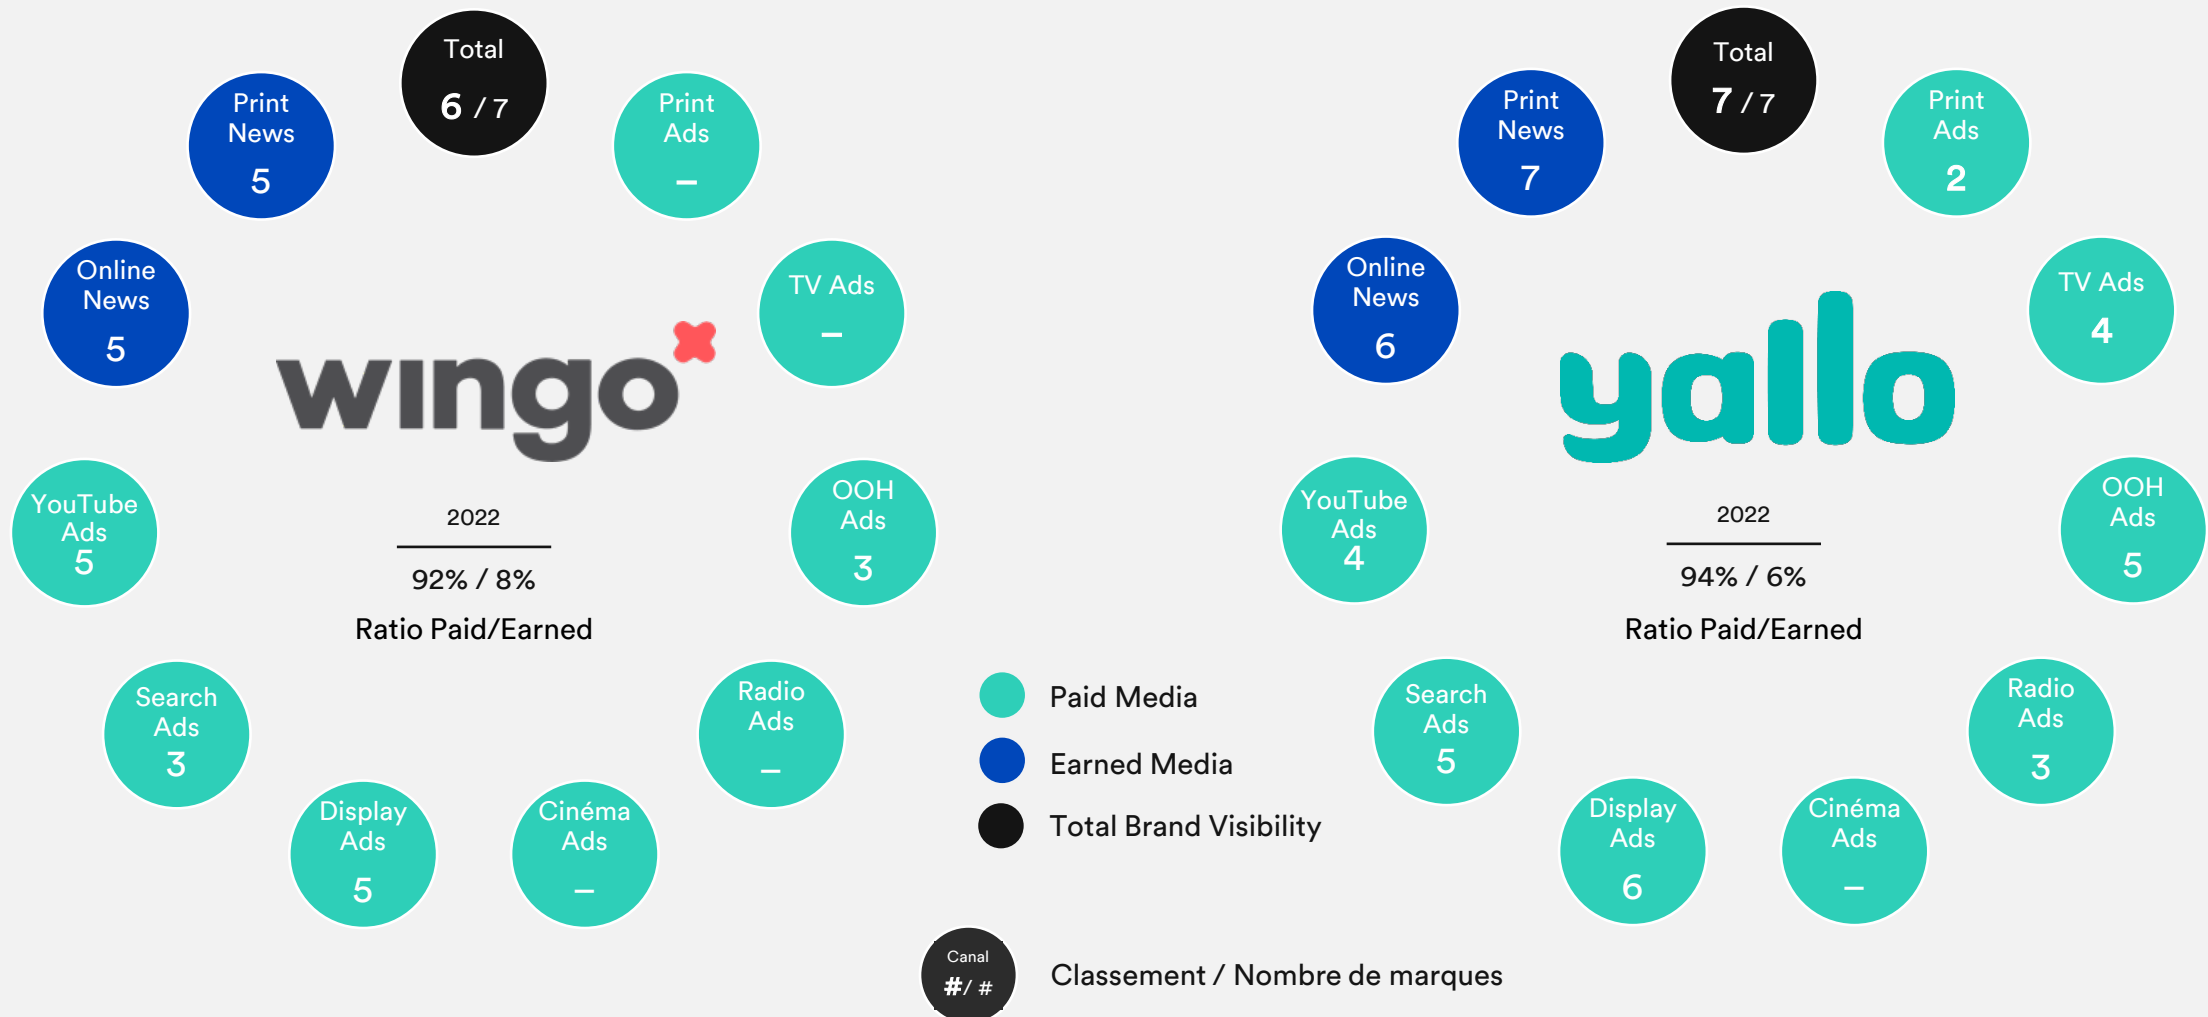 Total
6 / 7
Print
Ads
–
TV Ads
–
OOH
Ads
3
Radio
Ads
–
Cinéma
Ads
–
Display
Ads
5
Search
Ads
3
YouTube
Ads
5
Online
News
5
Print
News
5
wingo
2022
92% / 8%
Ratio Paid/Earned
Total
7 / 7
Print
Ads
2
TV Ads
4
OOH
Ads
5
Radio
Ads
3
Cinéma
Ads
–
Display
Ads
6
Search
Ads
5
YouTube
Ads
4
Online
News
6
Print
News
7
yallo
2022
94% / 6%
Ratio Paid/Earned
Paid Media
Earned Media
Total Brand Visibility
Canal
#/ #
Classement / Nombre de marques